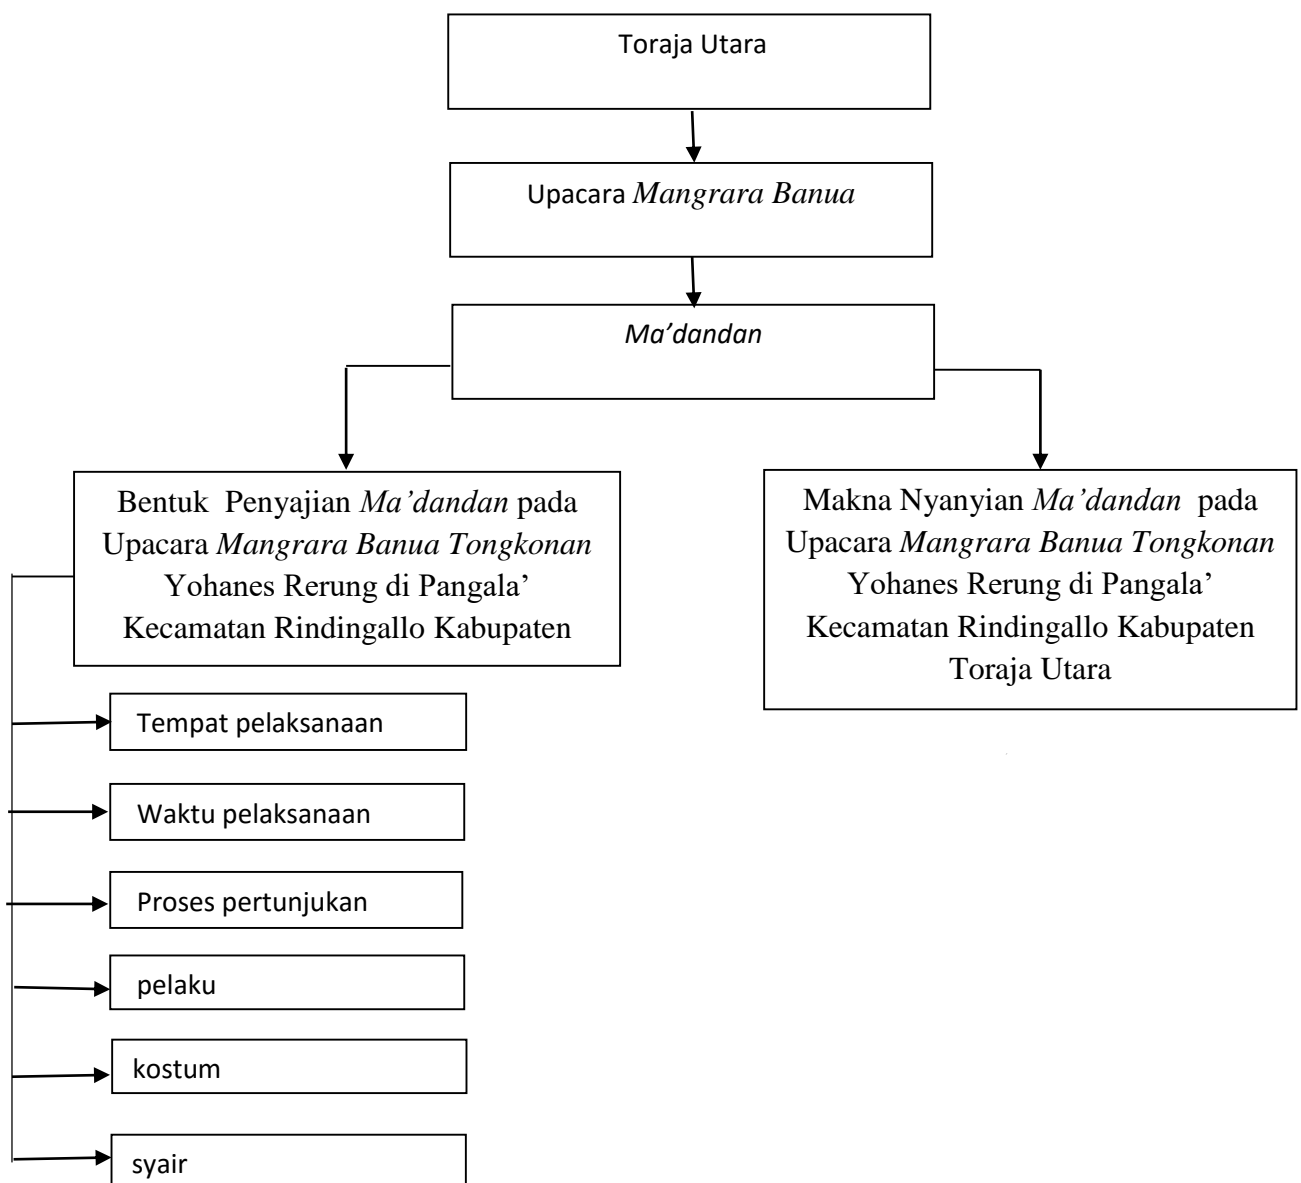 Toraja Utara
Upacara Mangrara Banua
Ma’dandan
Bentuk Penyajian Ma’dandan pada
Upacara Mangrara Banua Tongkonan
Yohanes Rerung di Pangala’
Kecamatan Rindingallo Kabupaten
Makna Nyanyian Ma’dandan pada
Upacara Mangrara Banua Tongkonan
Yohanes Rerung di Pangala’
Kecamatan Rindingallo Kabupaten
Toraja Utara
Tempat pelaksanaan
Waktu pelaksanaan
Proses pertunjukan
pelaku
kostum
syair